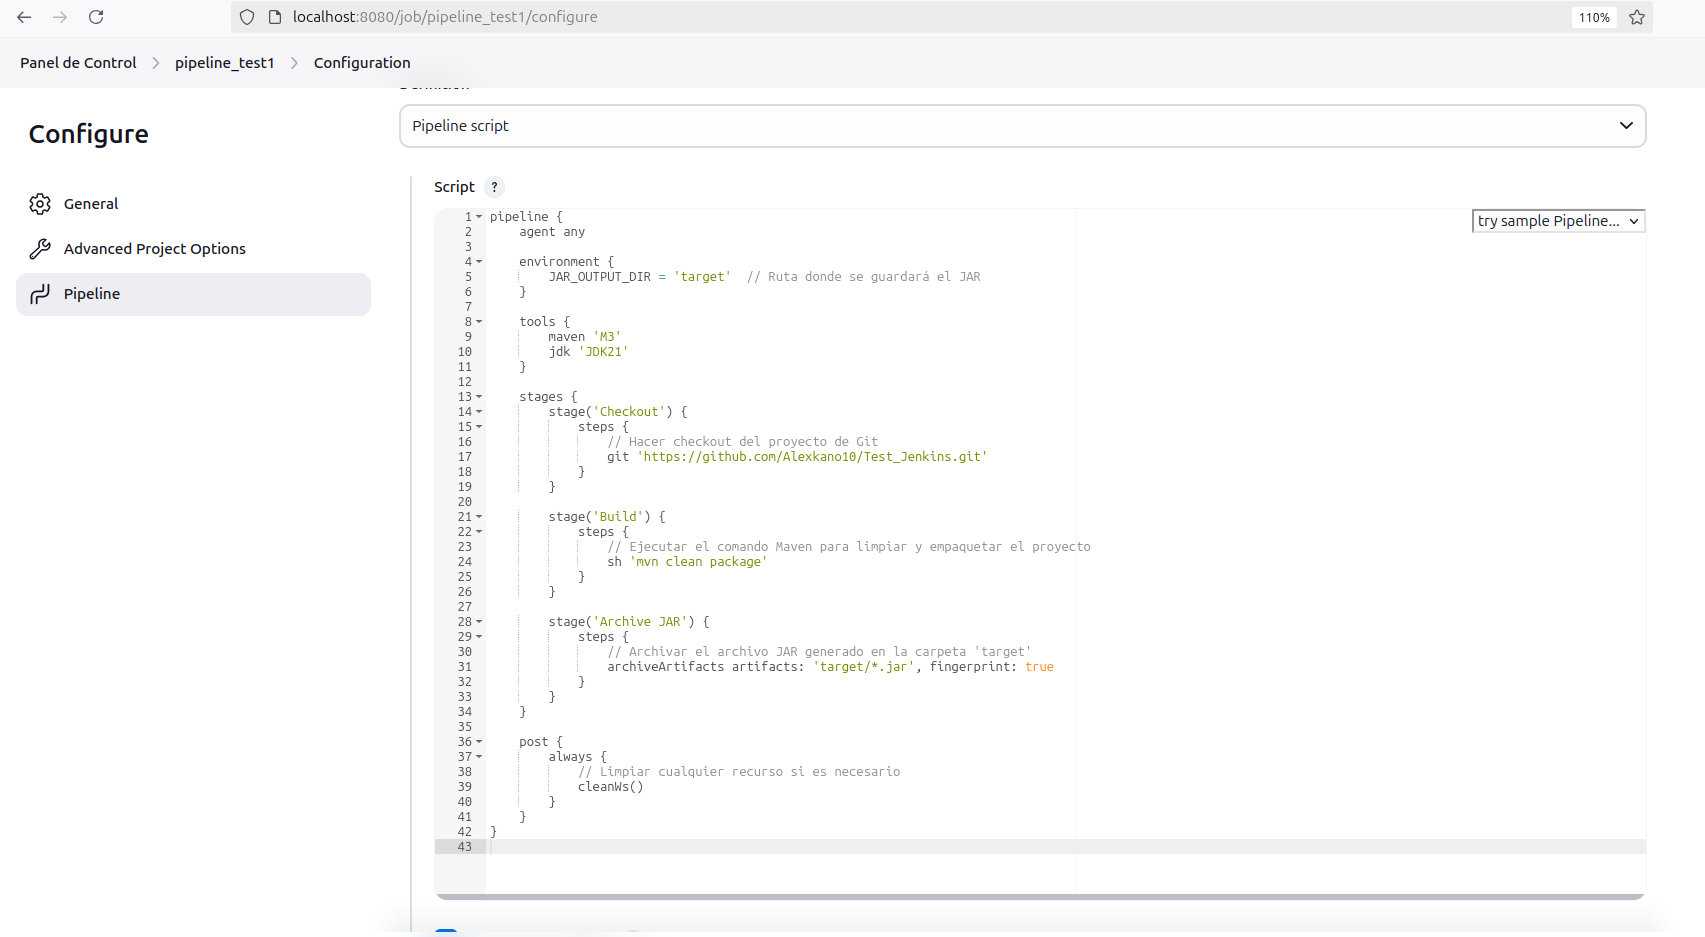 localhost:8080/job/pipeline_test1/configure
110%
Panel de Control > pipeline_test1 > Configuration
Definition
Configure
General
Advanced Project Options
Pipeline
Pipeline script
Script ?
try sample Pipeline...
1 pipeline {
2     agent any
3
4     environment {
5         JAR_OUTPUT_DIR = 'target'  // Ruta donde se guardará el JAR
6     }
7
8     tools {
9         maven 'M3'
10         jdk 'JDK21'
11     }
12
13     stages {
14         stage('Checkout') {
15             steps {
16                 // Hacer checkout del proyecto de Git
17                 git 'https://github.com/Alexkano10/Test_Jenkins.git'
18             }
19         }
20
21         stage('Build') {
22             steps {
23                 // Ejecutar el comando Maven para limpiar y empaquetar el proyecto
24                 sh 'mvn clean package'
25             }
26         }
27
28         stage('Archive JAR') {
29             steps {
30                 // Archivar el archivo JAR generado en la carpeta 'target'
31                 archiveArtifacts artifacts: 'target/*.jar', fingerprint: true
32             }
33         }
34     }
35
36     post {
37         always {
38             // Limpiar cualquier recurso si es necesario
39             cleanWs()
40         }
41     }
42 }
43